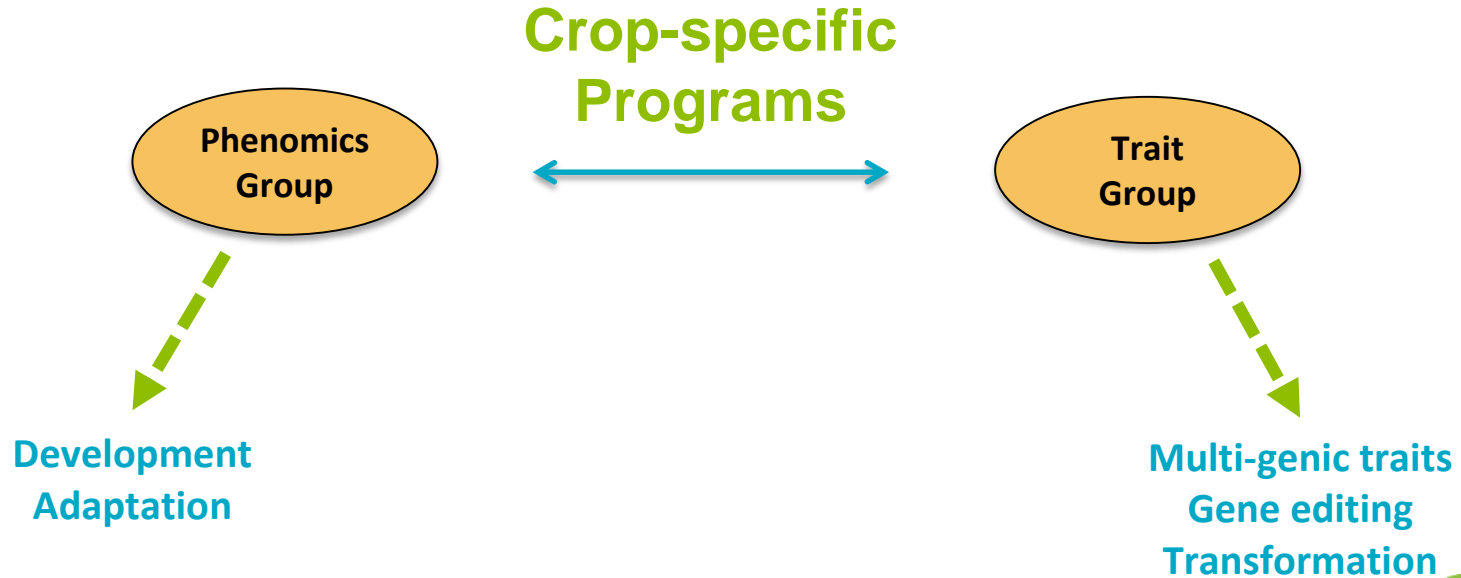 Crop-specific
Programs
Phenomics
Group
Trait
Group
Development
Adaptation
Multi-genic traits
Gene editing
Transformation